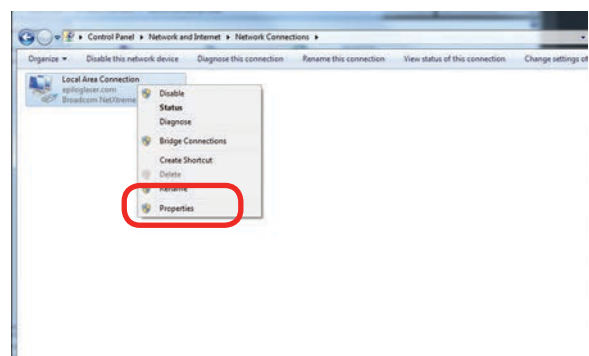 Control Panel ▸ Network and Internet ▸ Network Connections ▸
Organize ▾ Disable this network device Diagnose this connection Rename this connection View status of this connection Change settings of
Local Area Connection
epiloglaser.com
Broadcom NetXtreme
Disable
Status
Diagnose
Bridge Connections
Create Shortcut
Delete
Rename
Properties